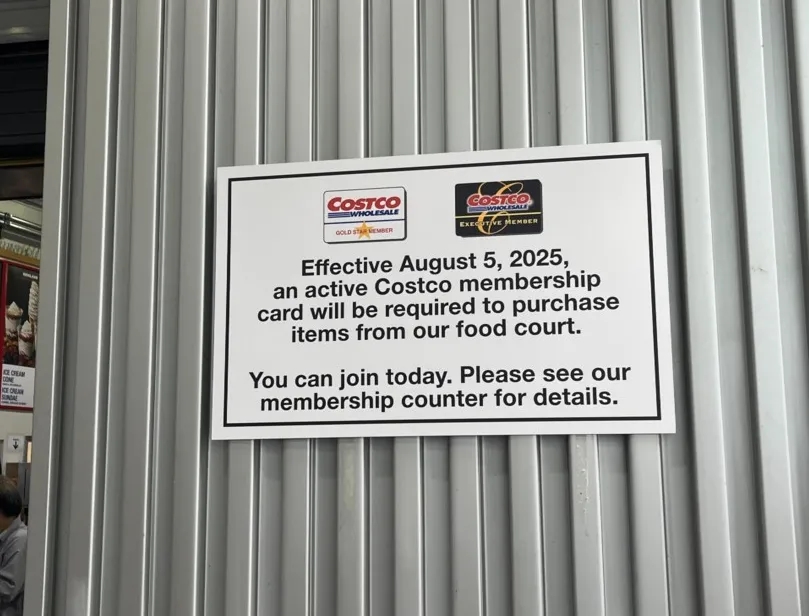 COSTCO
WHOLESALE
GOLD STAR MEMBER
COSTCO
WHOLESALE
EXECUTIVE MEMBER
Effective August 5, 2025,
an active Costco membership
card will be required to purchase
items from our food court.
You can join today. Please see our
membership counter for details.
ICE CREAM
CONE
ICE CREAM
SUNDAE